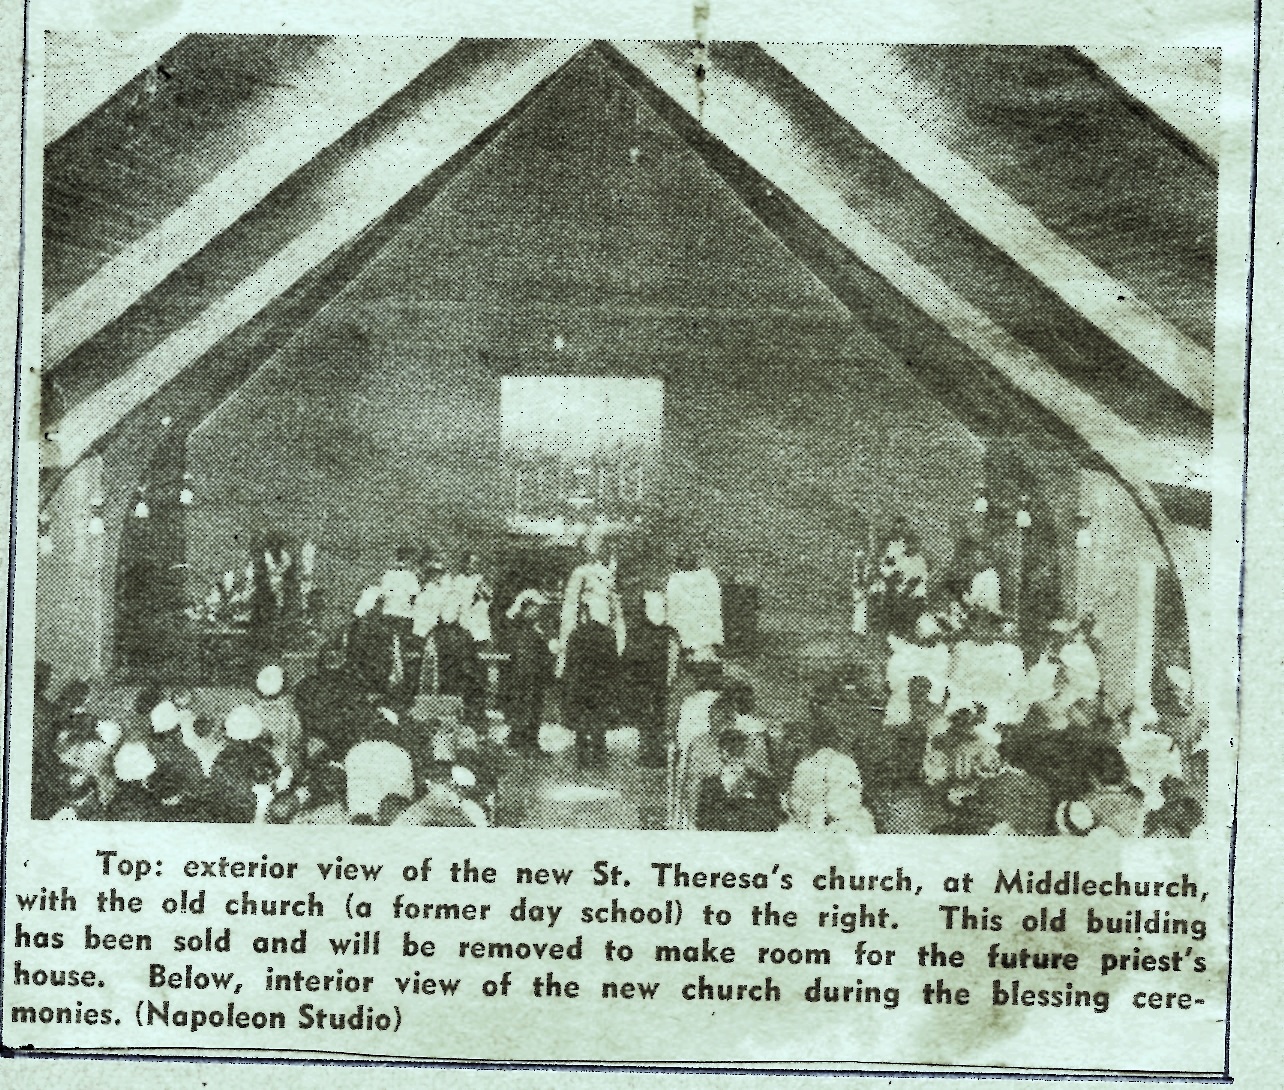 Top: exterior view of the new St. Theresa's church, at Middlechurch,
with the old church (a former day school) to the right. This old building
has been sold and will be removed to make room for the future priest's
house. Below, interior view of the new church during the blessing cere-
monies. (Napoleon Studio)